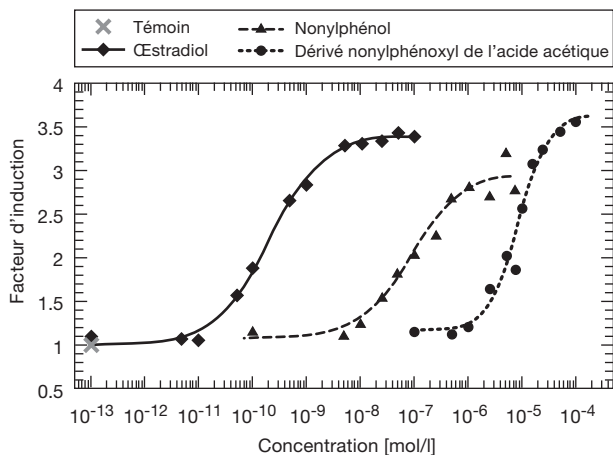 Témoin
Œstradiol
Nonylphénol
Dérivé nonylphénoxyl de l'acide acétique
Facteur d'induction
4
3.5
3
2.5
2
1.5
1
0.5
10⁻¹³ 10⁻¹² 10⁻¹¹ 10⁻¹⁰ 10⁻⁹ 10⁻⁸ 10⁻⁷ 10⁻⁶ 10⁻⁵ 10⁻⁴
Concentration [mol/l]